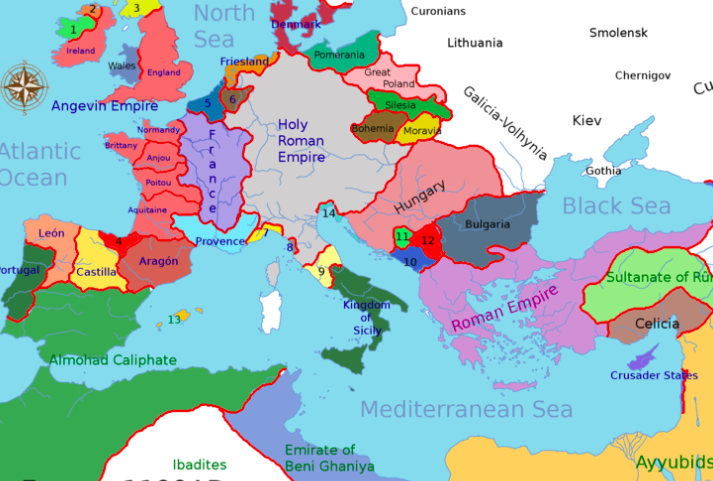 North
Sea
Denmark
Curonians
Lithuania
Smolensk
Chernigov
Cu
2
3
1
Ireland
Wales
England
Friesland
Pomerania
Great
Poland
Silesia
Bohemia
Moravia
Galicia-Volhynia
Kiev
Gothia
Angevin Empire
5
6
Normandy
Brittany
Anjou
Poitou
Aquitaine
France
Holy
Roman
Empire
Atlantic
Ocean
Hungary
Bulgaria
Black Sea
León
Portugal
Castilla
4
Aragón
Provence
7
8
14
11
12
10
9
Kingdom
of
Sicily
Roman Empire
Sultanate of Rûm
Celicia
Crusader States
13
Almohad Caliphate
Mediterranean Sea
Ibadites
Emirate of
Beni Ghaniya
Ayyubids